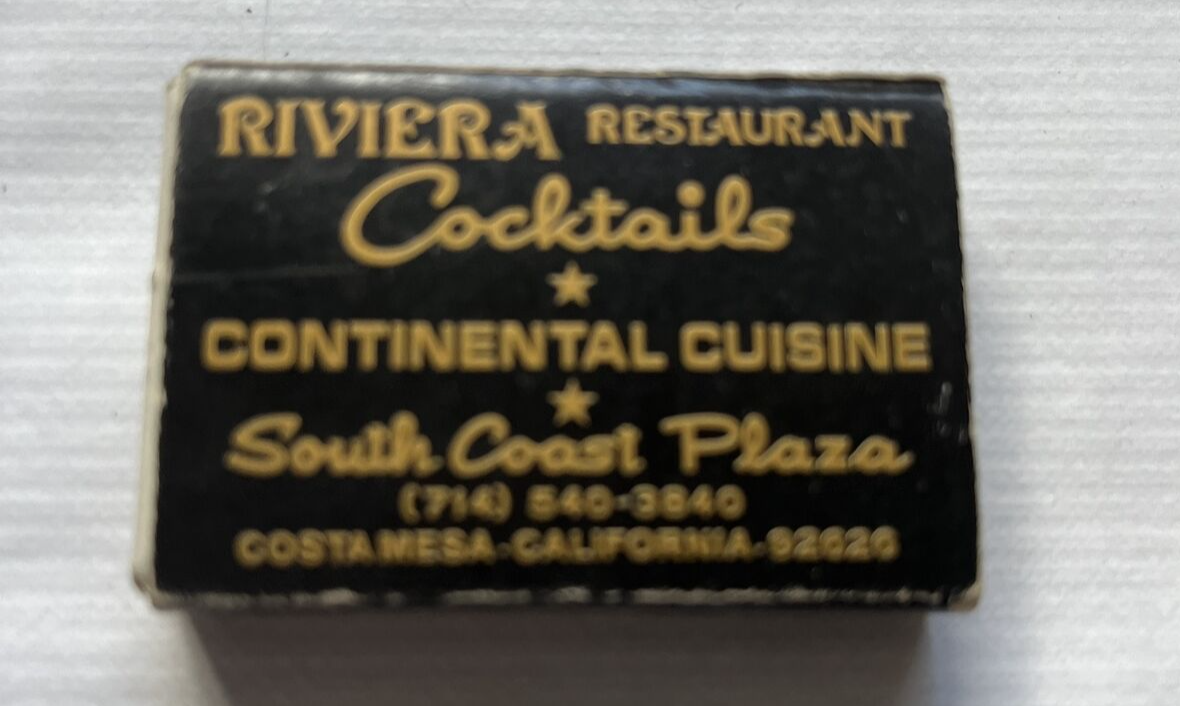 RIVIERA RESTAURANT
Cocktails
CONTINENTAL CUISINE
South Coast Plaza
(714) 540-3840
COSTA MESA-CALIFORNIA-92626